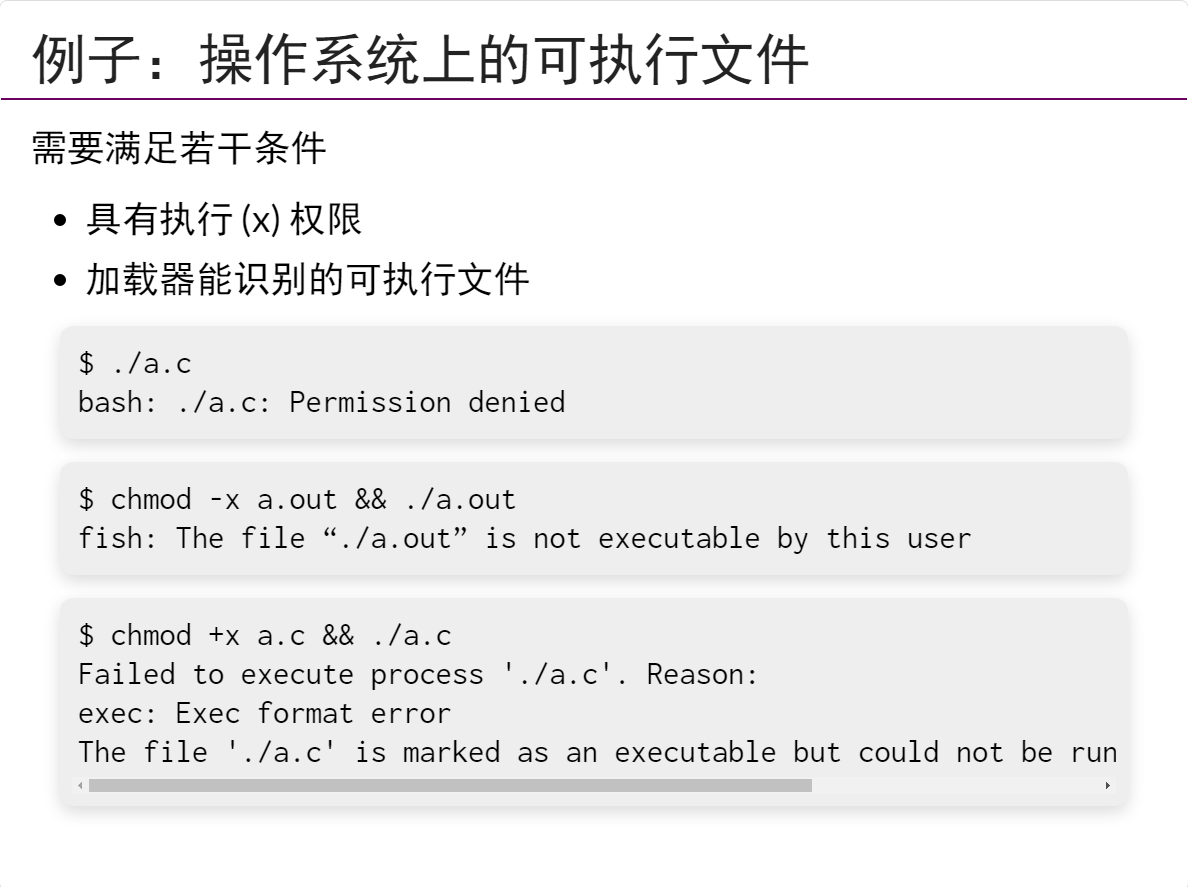 例子：操作系统上的可执行文件
需要满足若干条件
• 具有执行 (x) 权限
• 加载器能识别的可执行文件
$ ./a.c
bash: ./a.c: Permission denied
$ chmod -x a.out && ./a.out
fish: The file “./a.out” is not executable by this user
$ chmod +x a.c && ./a.c
Failed to execute process './a.c'. Reason:
exec: Exec format error
The file './a.c' is marked as an executable but could not be run